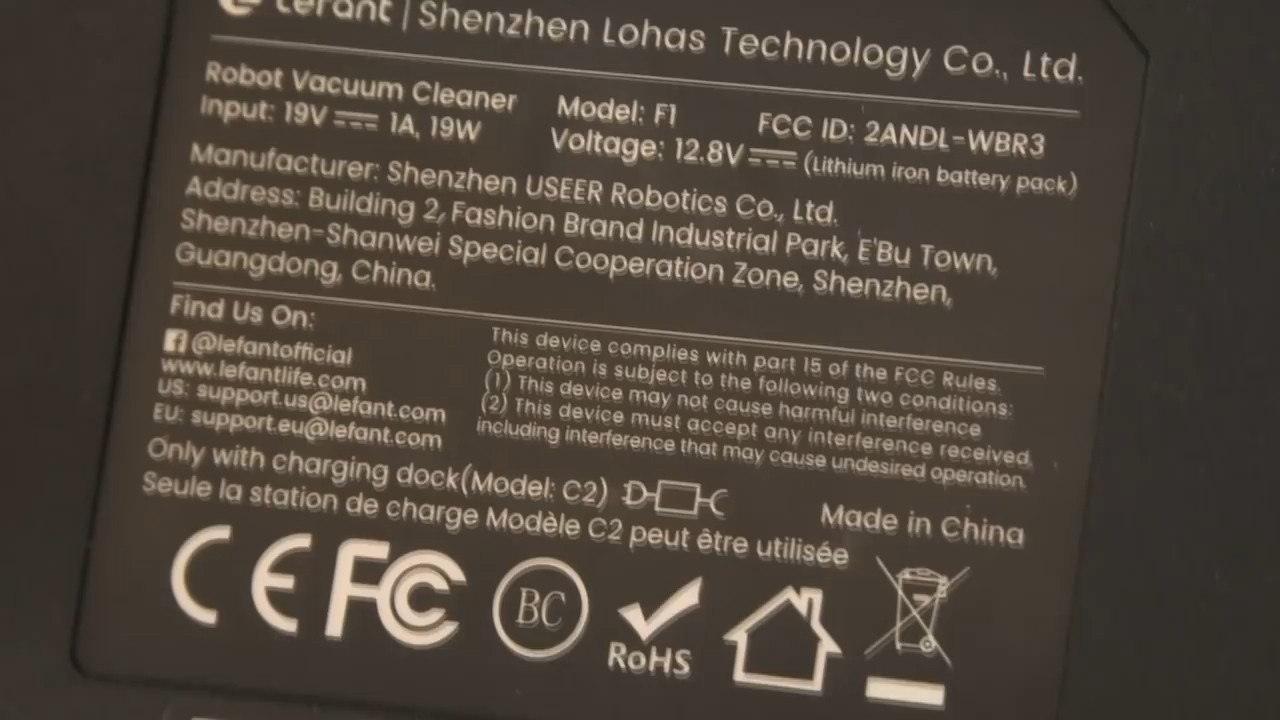 Lefant | Shenzhen Lohas Technology Co., Ltd.
Robot Vacuum Cleaner Model: F1 FCC ID: 2ANDL-WBR3
Input: 19V 1A, 19W Voltage: 12.8V (Lithium iron battery pack)
Manufacturer: Shenzhen USEER Robotics Co., Ltd.
Address: Building 2, Fashion Brand Industrial Park, E'Bu Town,
Shenzhen-Shanwei Special Cooperation Zone, Shenzhen,
Guangdong, China.
Find Us On:
@lefantofficial
www.lefantlife.com
US: support.us@lefant.com
EU: support.eu@lefant.com
This device complies with part 15 of the FCC Rules.
Operation is subject to the following two conditions:
(1) This device may not cause harmful interference
(2) This device must accept any interference received,
including interference that may cause undesired operation.
Only with charging dock(Model: C2)
Seule la station de charge Modèle C2 peut être utilisée
Made in China
CE FC BC
RoHS